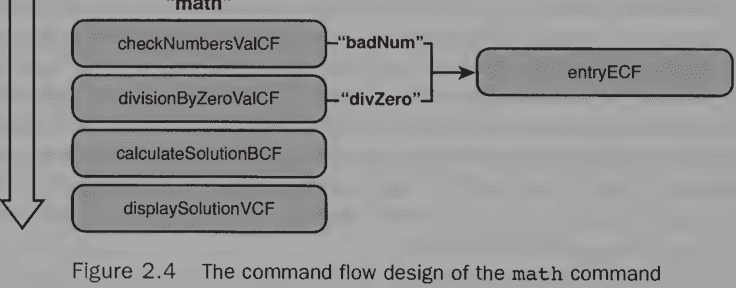 "math"
checkNumbersValCF
"badNum"
entryECF
divisionByZeroValCF
"divZero"
calculateSolutionBCF
displaySolutionVCF
Figure 2.4 The command flow design of the math command